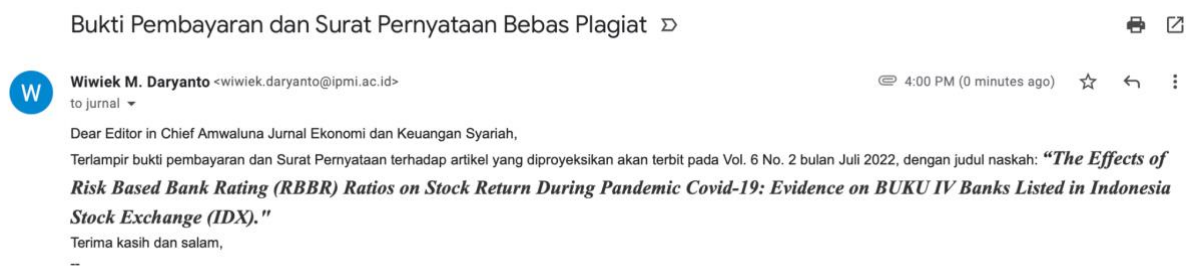 Bukti Pembayaran dan Surat Pernyataan Bebas Plagiat
W
Wiwiek M. Daryanto <wiwiek.daryanto@ipmi.ac.id>
4:00 PM (0 minutes ago)
to jurnal
Dear Editor in Chief Amwaluna Jurnal Ekonomi dan Keuangan Syariah,
Terlampir bukti pembayaran dan Surat Pernyataan terhadap artikel yang diproyeksikan akan terbit pada Vol. 6 No. 2 bulan Juli 2022, dengan judul naskah: “The Effects of
Risk Based Bank Rating (RBBR) Ratios on Stock Return During Pandemic Covid-19: Evidence on BUKU IV Banks Listed in Indonesia
Stock Exchange (IDX)."
Terima kasih dan salam,
--